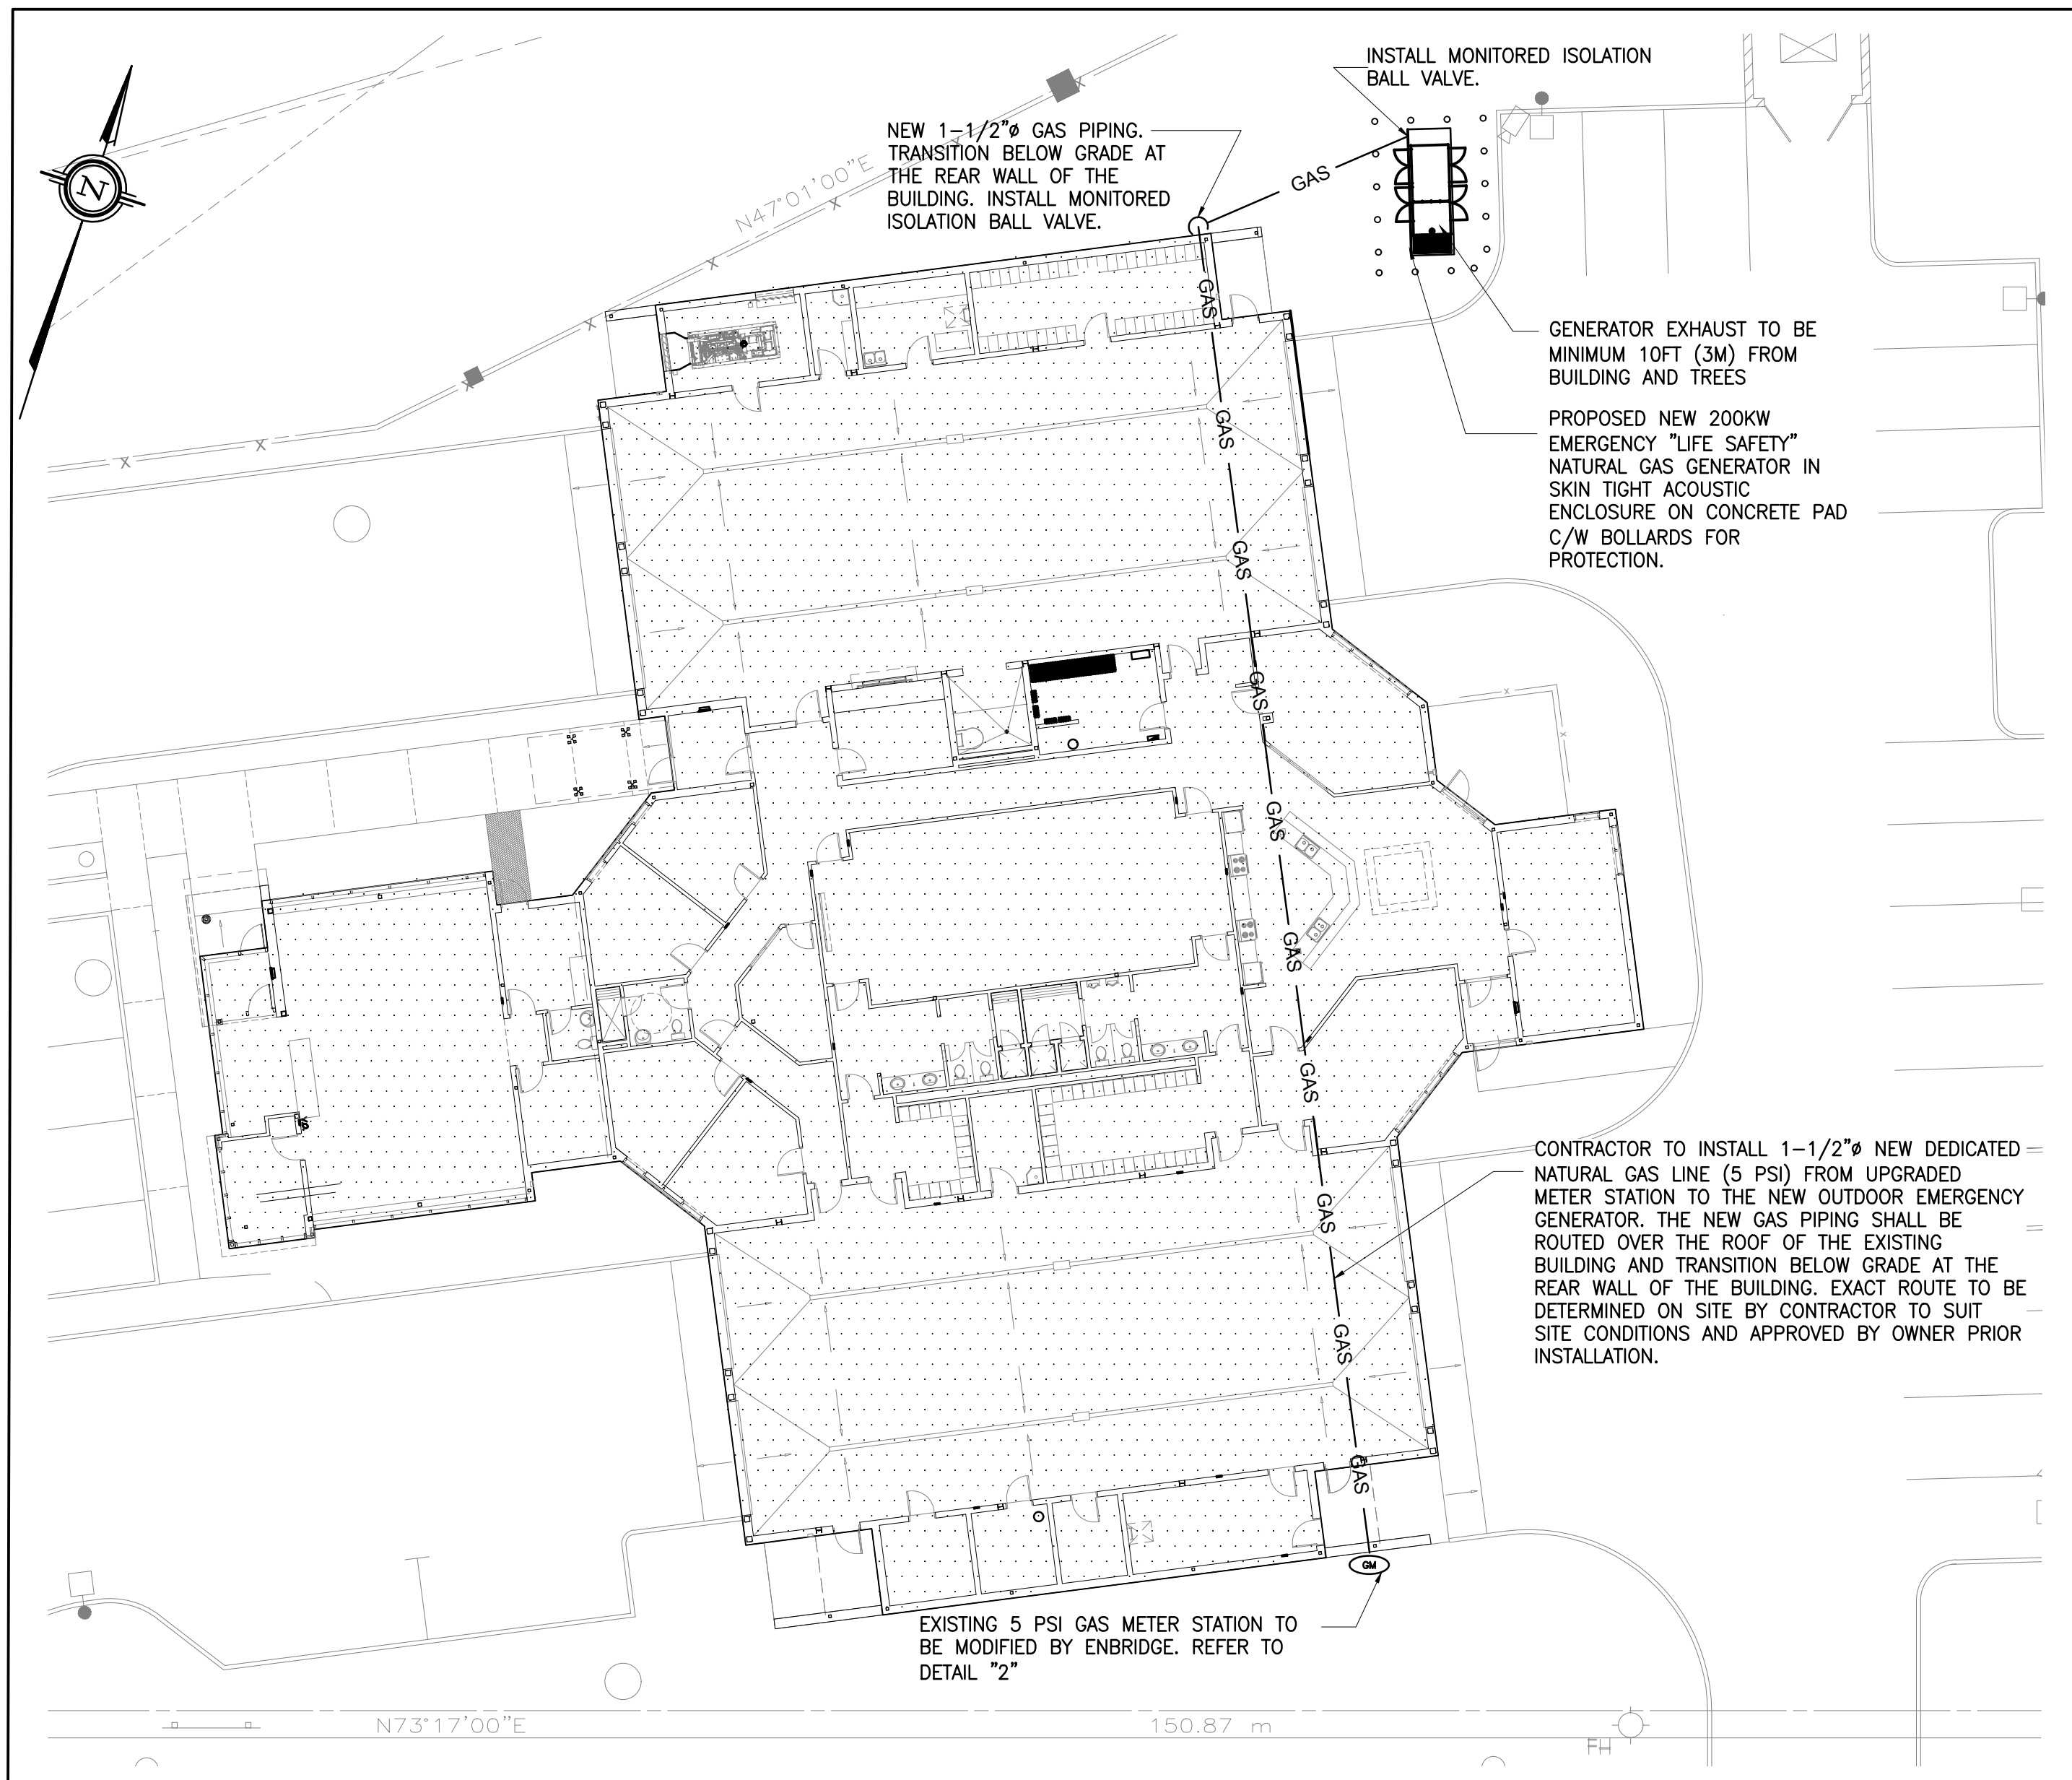 INSTALL MONITORED ISOLATION
BALL VALVE.
NEW 1-1/2"ø GAS PIPING.
TRANSITION BELOW GRADE AT
THE REAR WALL OF THE
BUILDING. INSTALL MONITORED
ISOLATION BALL VALVE.
N47°01'00"E
N
GAS
GENERATOR EXHAUST TO BE
MINIMUM 10FT (3M) FROM
BUILDING AND TREES
PROPOSED NEW 200KW
EMERGENCY "LIFE SAFETY"
NATURAL GAS GENERATOR IN
SKIN TIGHT ACOUSTIC
ENCLOSURE ON CONCRETE PAD
C/W BOLLARDS FOR
PROTECTION.
GAS
GAS
GAS
GAS
GAS
GAS
GAS
GAS
GAS
GAS
CONTRACTOR TO INSTALL 1-1/2"ø NEW DEDICATED
NATURAL GAS LINE (5 PSI) FROM UPGRADED
METER STATION TO THE NEW OUTDOOR EMERGENCY
GENERATOR. THE NEW GAS PIPING SHALL BE
ROUTED OVER THE ROOF OF THE EXISTING
BUILDING AND TRANSITION BELOW GRADE AT THE
REAR WALL OF THE BUILDING. EXACT ROUTE TO BE
DETERMINED ON SITE BY CONTRACTOR TO SUIT
SITE CONDITIONS AND APPROVED BY OWNER PRIOR
INSTALLATION.
GM
EXISTING 5 PSI GAS METER STATION TO
BE MODIFIED BY ENBRIDGE. REFER TO
DETAIL "2"
N73°17'00"E
150.87 m
FH